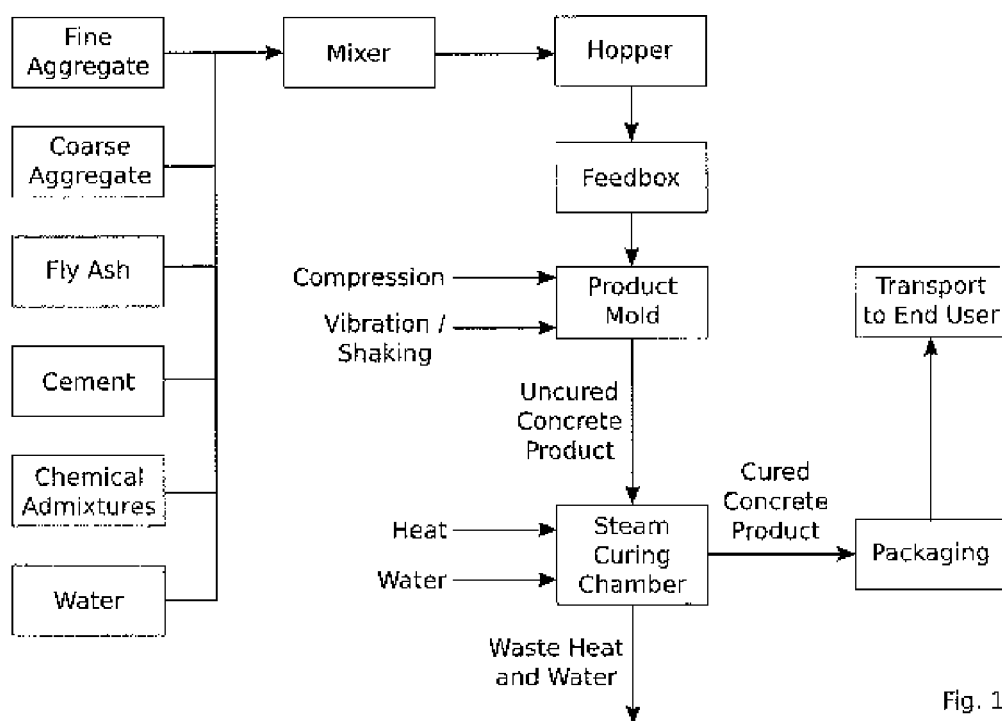 Fine
Aggregate
Mixer
Hopper
Coarse
Aggregate
Feedbox
Fly Ash
Compression
Product
Mold
Transport
to End User
Vibration /
Shaking
Cement
Uncured
Concrete
Product
Chemical
Admixtures
Cured
Concrete
Product
Heat
Steam
Curing
Chamber
Packaging
Water
Water
Waste Heat
and Water
Fig. 1